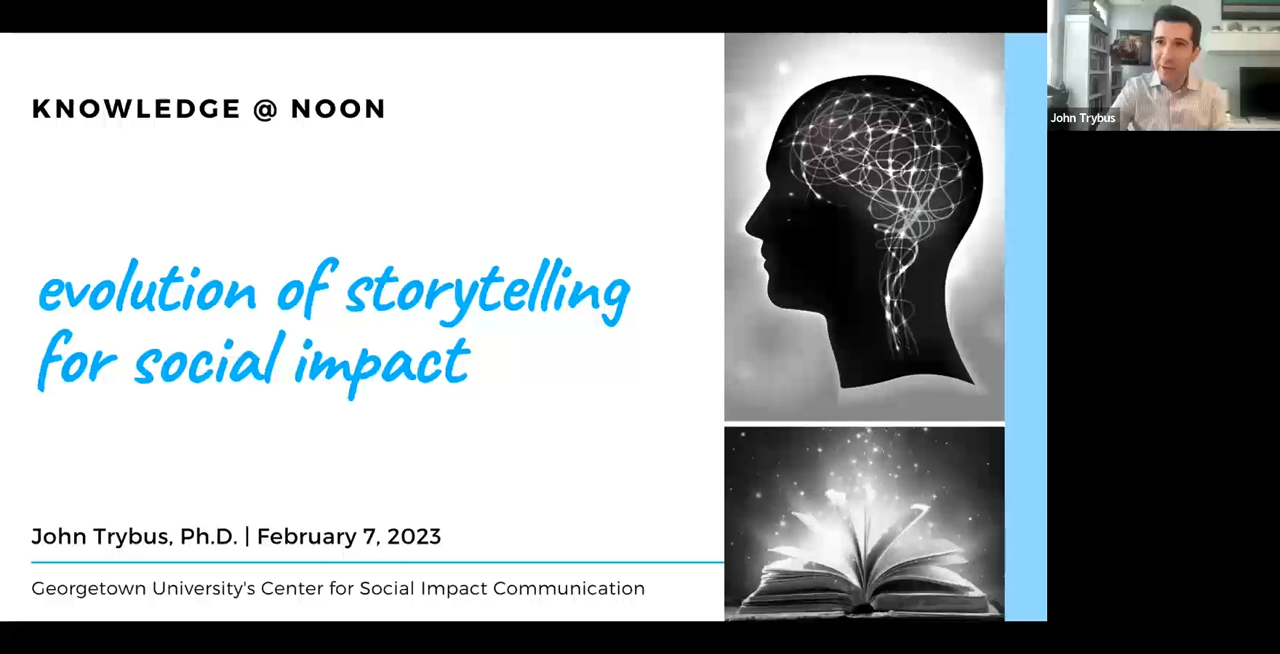 KNOWLEDGE @ NOON
evolution of storytelling
for social impact
John Trybus, Ph.D. | February 7, 2023
Georgetown University's Center for Social Impact Communication
John Trybus